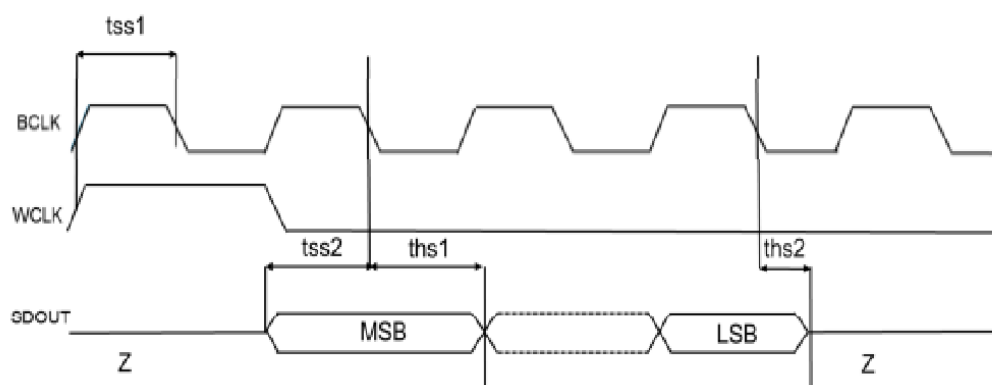 tss1
BCLK
WCLK
tss2 ths1 ths2
SDOUT MSB LSB
Z Z